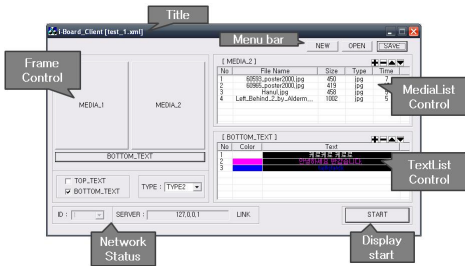 Title
i-Board_Client [test_1.xml]
Menu bar
NEW OPEN SAVE
Frame Control
[ MEDIA_2 ]
No File Name Size Type Time
1 60593_poster2000.jpg 450 jpg 7
2 60965_poster2000.jpg 419 jpg
3 Hanul.jpg 458 jpg
4 Left_Behind_2_by_Alderm,,, 1002 jpg 5
MediaList Control
MEDIA_1 MEDIA_2
BOTTOM_TEXT
[ BOTTOM_TEXT ]
No Color Text
2
3
TextList Control
TOP_TEXT
BOTTOM_TEXT
TYPE : TYPE2
ID : SERVER : 127,0,0,1 LINK
START
Network Status
Display start